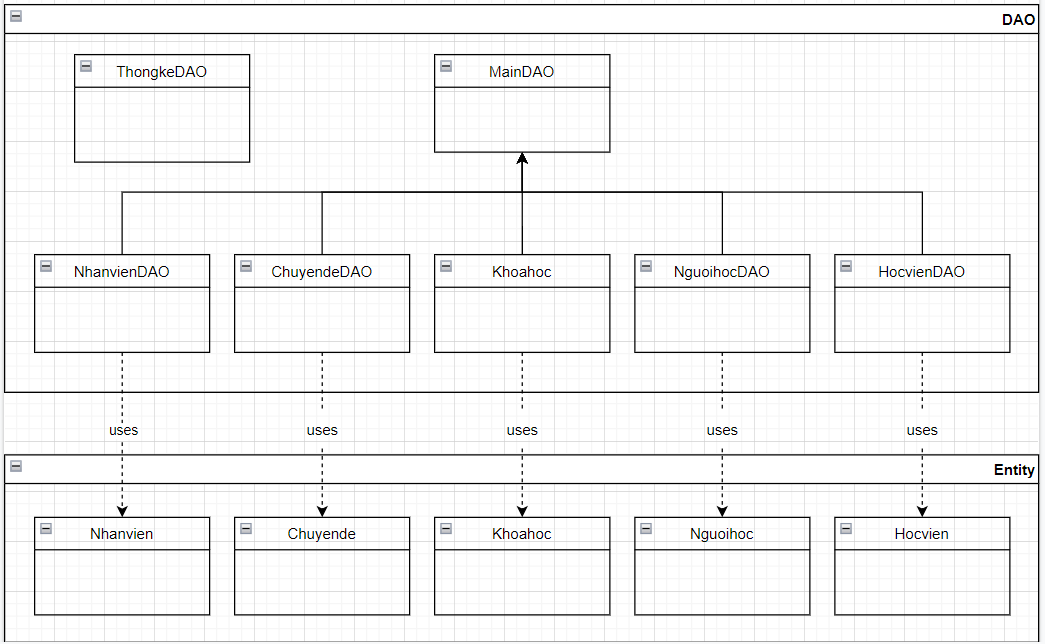 DAO
ThongkeDAO
MainDAO
NhanvienDAO
ChuyendeDAO
Khoahoc
NguoihocDAO
HocvienDAO
uses
uses
uses
uses
uses
Entity
Nhanvien
Chuyende
Khoahoc
Nguoihoc
Hocvien